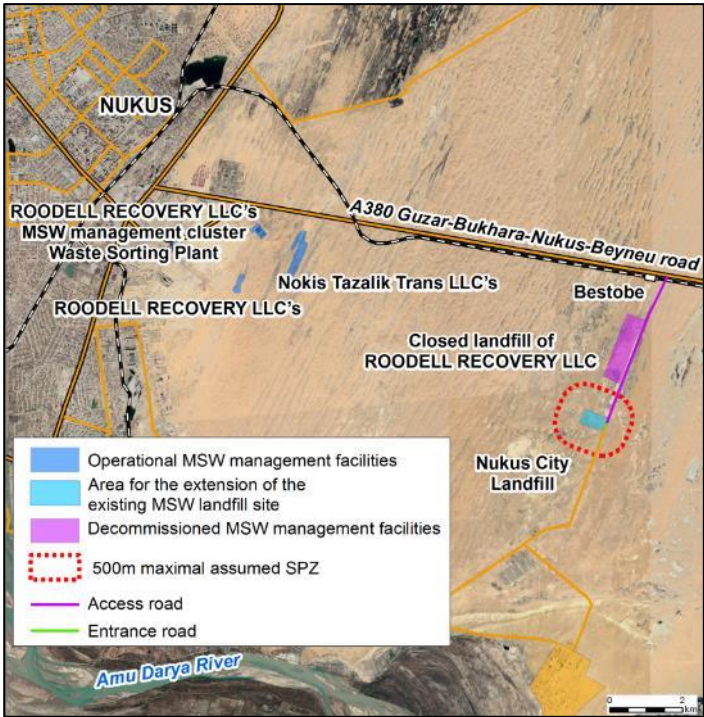 NUKUS
ROODELL RECOVERY LLC's
MSW management cluster
Waste Sorting Plant
A380 Guzar-Bukhara-Nukus-Beyneu road
Nokis Tazalik Trans LLC's
Bestobe
ROODELL RECOVERY LLC's
Closed landfill of
ROODELL RECOVERY LLC
Nukus City
Landfill
Operational MSW management facilities
Area for the extension of the
existing MSW landfill site
Decommissioned MSW management facilities
500m maximal assumed SPZ
Access road
Entrance road
Amu Darya River
0 2
km